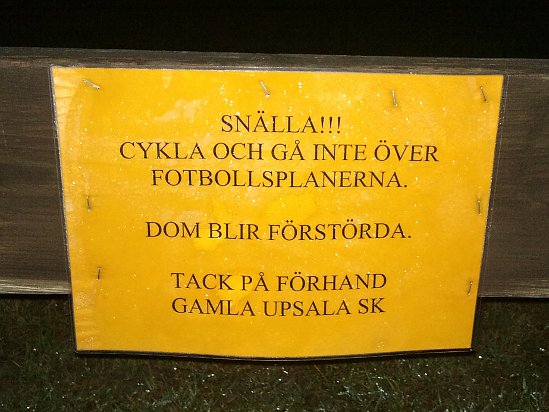 SNÄLLA!!!
CYKLA OCH GÅ INTE ÖVER
FOTBOLLSPLANERNA.
DOM BLIR FÖRSTÖRDA.
TACK PÅ FÖRHAND
GAMLA UPSALA SK